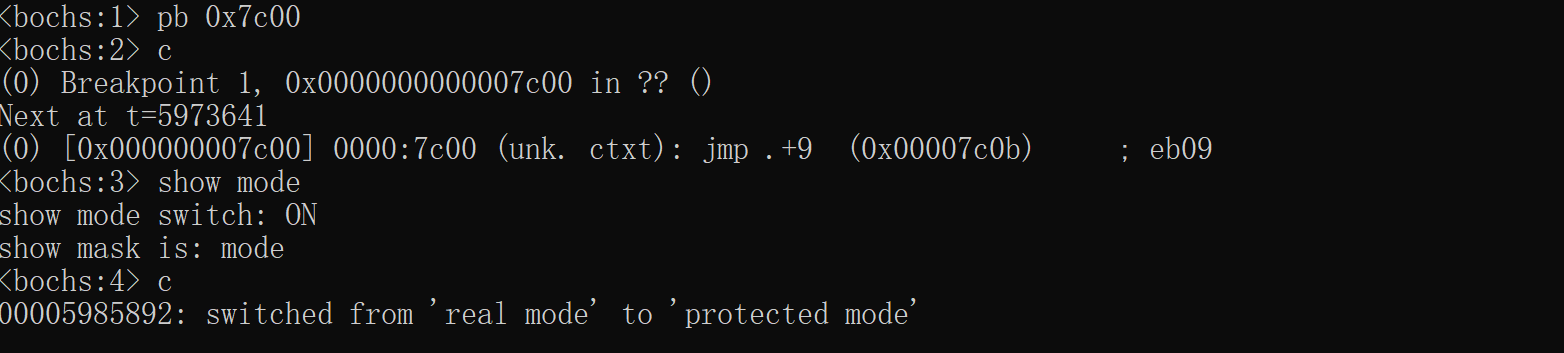 <bochs:1> pb 0x7c00
<bochs:2> c
(0) Breakpoint 1, 0x0000000000007c00 in ?? ()
Next at t=5973641
(0) [0x000000007c00] 0000:7c00 (unk. ctxt): jmp .+9  (0x00007c0b)      ; eb09
<bochs:3> show mode
show mode switch: ON
show mask is: mode
<bochs:4> c
00005985892: switched from 'real mode' to 'protected mode'